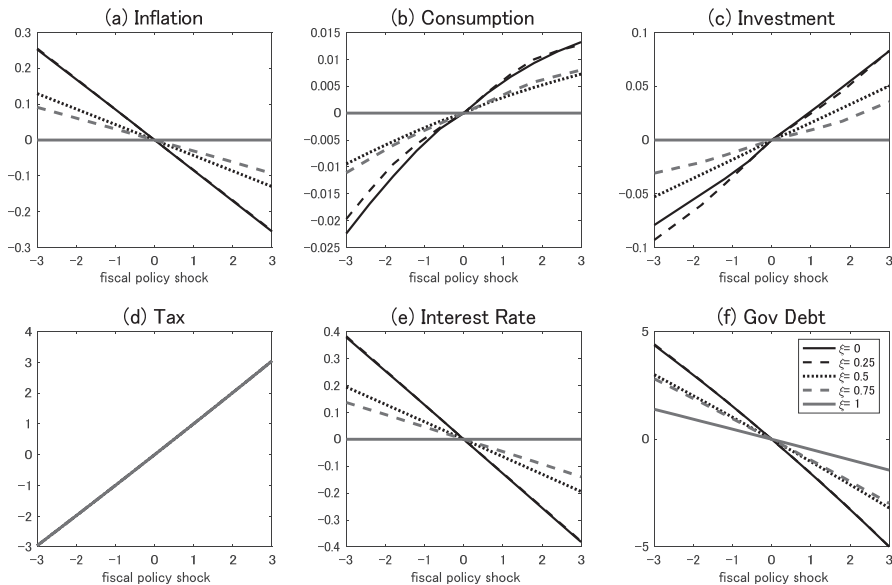 (a) Inflation
(b) Consumption
(c) Investment
0.3
0.2
0.1
0
−0.1
−0.2
−0.3
−3 −2 −1 0 1 2 3
fiscal policy shock
0.015
0.01
0.005
0
−0.005
−0.01
−0.015
−0.02
−0.025
−3 −2 −1 0 1 2 3
fiscal policy shock
0.1
0.05
0
−0.05
−0.1
−3 −2 −1 0 1 2 3
fiscal policy shock
(d) Tax
(e) Interest Rate
(f) Gov Debt
4
3
2
1
0
−1
−2
−3
−3 −2 −1 0 1 2 3
fiscal policy shock
0.4
0.3
0.2
0.1
0
−0.1
−0.2
−0.3
−0.4
−3 −2 −1 0 1 2 3
fiscal policy shock
5
0
−5
ξ= 0
ξ= 0.25
ξ= 0.5
ξ= 0.75
ξ= 1
−3 −2 −1 0 1 2 3
fiscal policy shock